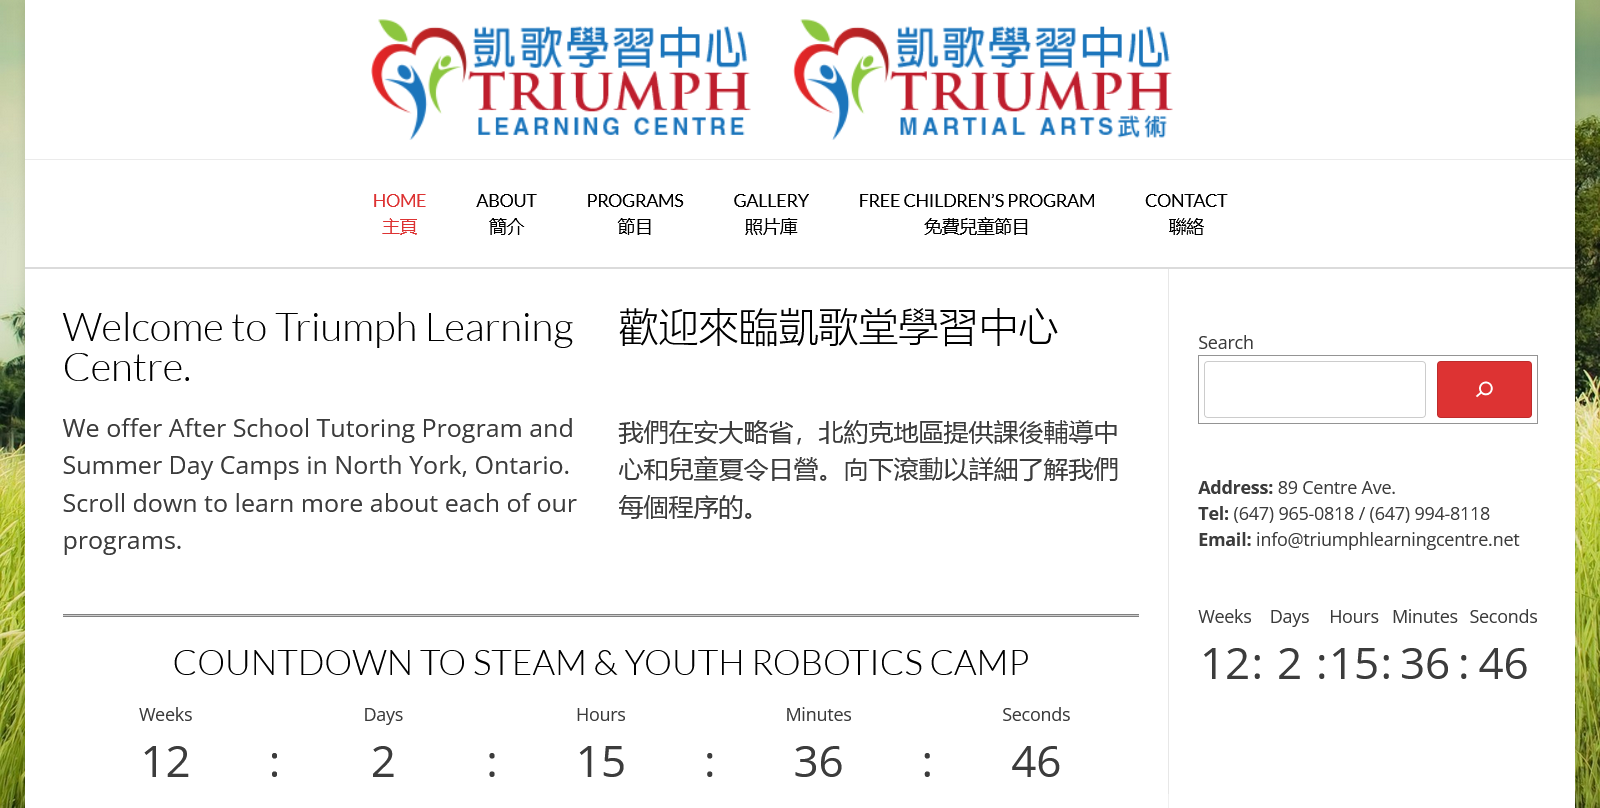 凱歌學習中心
TRIUMPH
LEARNING CENTRE
凱歌學習中心
TRIUMPH
MARTIAL ARTS武術
HOME
主頁
ABOUT
簡介
PROGRAMS
節目
GALLERY
照片庫
FREE CHILDREN’S PROGRAM
免費兒童節目
CONTACT
聯絡
Welcome to Triumph Learning
Centre.
We offer After School Tutoring Program and
Summer Day Camps in North York, Ontario.
Scroll down to learn more about each of our
programs.
歡迎來臨凱歌堂學習中心
我們在安大略省，北約克地區提供課後輔導中
心和兒童夏令日營。向下滾動以詳細了解我們
每個程序的。
COUNTDOWN TO STEAM & YOUTH ROBOTICS CAMP
Weeks Days Hours Minutes Seconds
12 : 2 : 15 : 36 : 46
Search
Address: 89 Centre Ave.
Tel: (647) 965-0818 / (647) 994-8118
Email: info@triumphlearningcentre.net
Weeks Days Hours Minutes Seconds
12 : 2 : 15 : 36 : 46